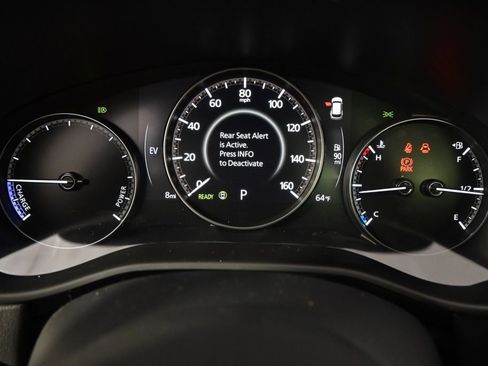 80
mph
60
100
40
120
20
140
0
160
Rear Seat Alert
is Active.
Press INFO
to Deactivate
EV
90
8 mi
READY
P
64°F
CHARGE
POWER
H
F
PARK
1/2
C
E